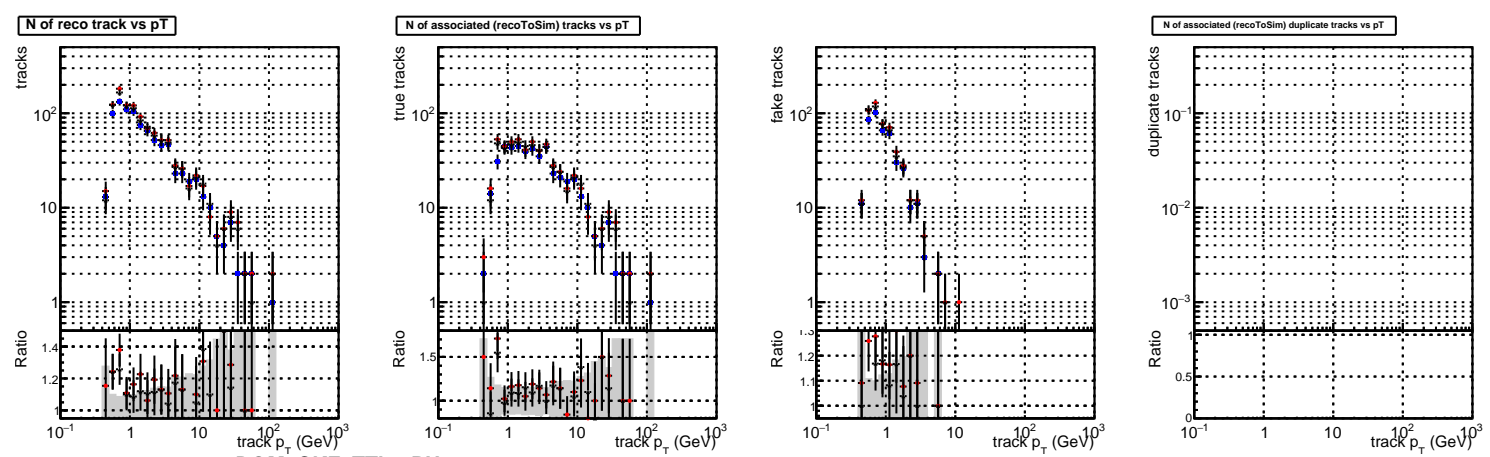 N of reco track vs pT
tracks
10²
10
1
Ratio
1.4
1.2
1
10⁻¹ 1 10 10² 10³
track p_T (GeV)
N of associated (recoToSim) tracks vs pT
true tracks
10²
10
1
Ratio
1.5
1
10⁻¹ 1 10 10² 10³
track p_T (GeV)
fake tracks
10²
10
1
Ratio
1.3
1.2
1.1
1
10⁻¹ 1 10 10² 10³
track p_T (GeV)
N of associated (recoToSim) duplicate tracks vs pT
duplicate tracks
10⁻¹
10⁻²
10⁻³
Ratio
1
0.5
0
10⁻¹ 1 10 10² 10³
track p_T (GeV)